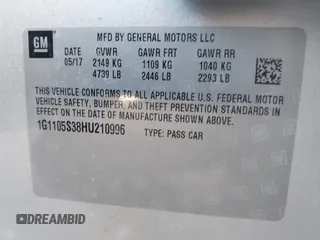 GM
MFD BY GENERAL MOTORS LLC
05/17 GVWR GAWR FRT GAWR RR
2149 KG 1109 KG 1040 KG
4739 LB 2446 LB 2293 LB
THIS VEHICLE CONFORMS TO ALL APPLICABLE U.S. FEDERAL MOTOR
VEHICLE SAFETY, BUMPER, AND THEFT PREVENTION STANDARDS
IN EFFECT ON THE DATE OF MANUFACTURE SHOWN ABOVE.
1G1105S38HU210996 TYPE: PASS CAR
DREAMBID